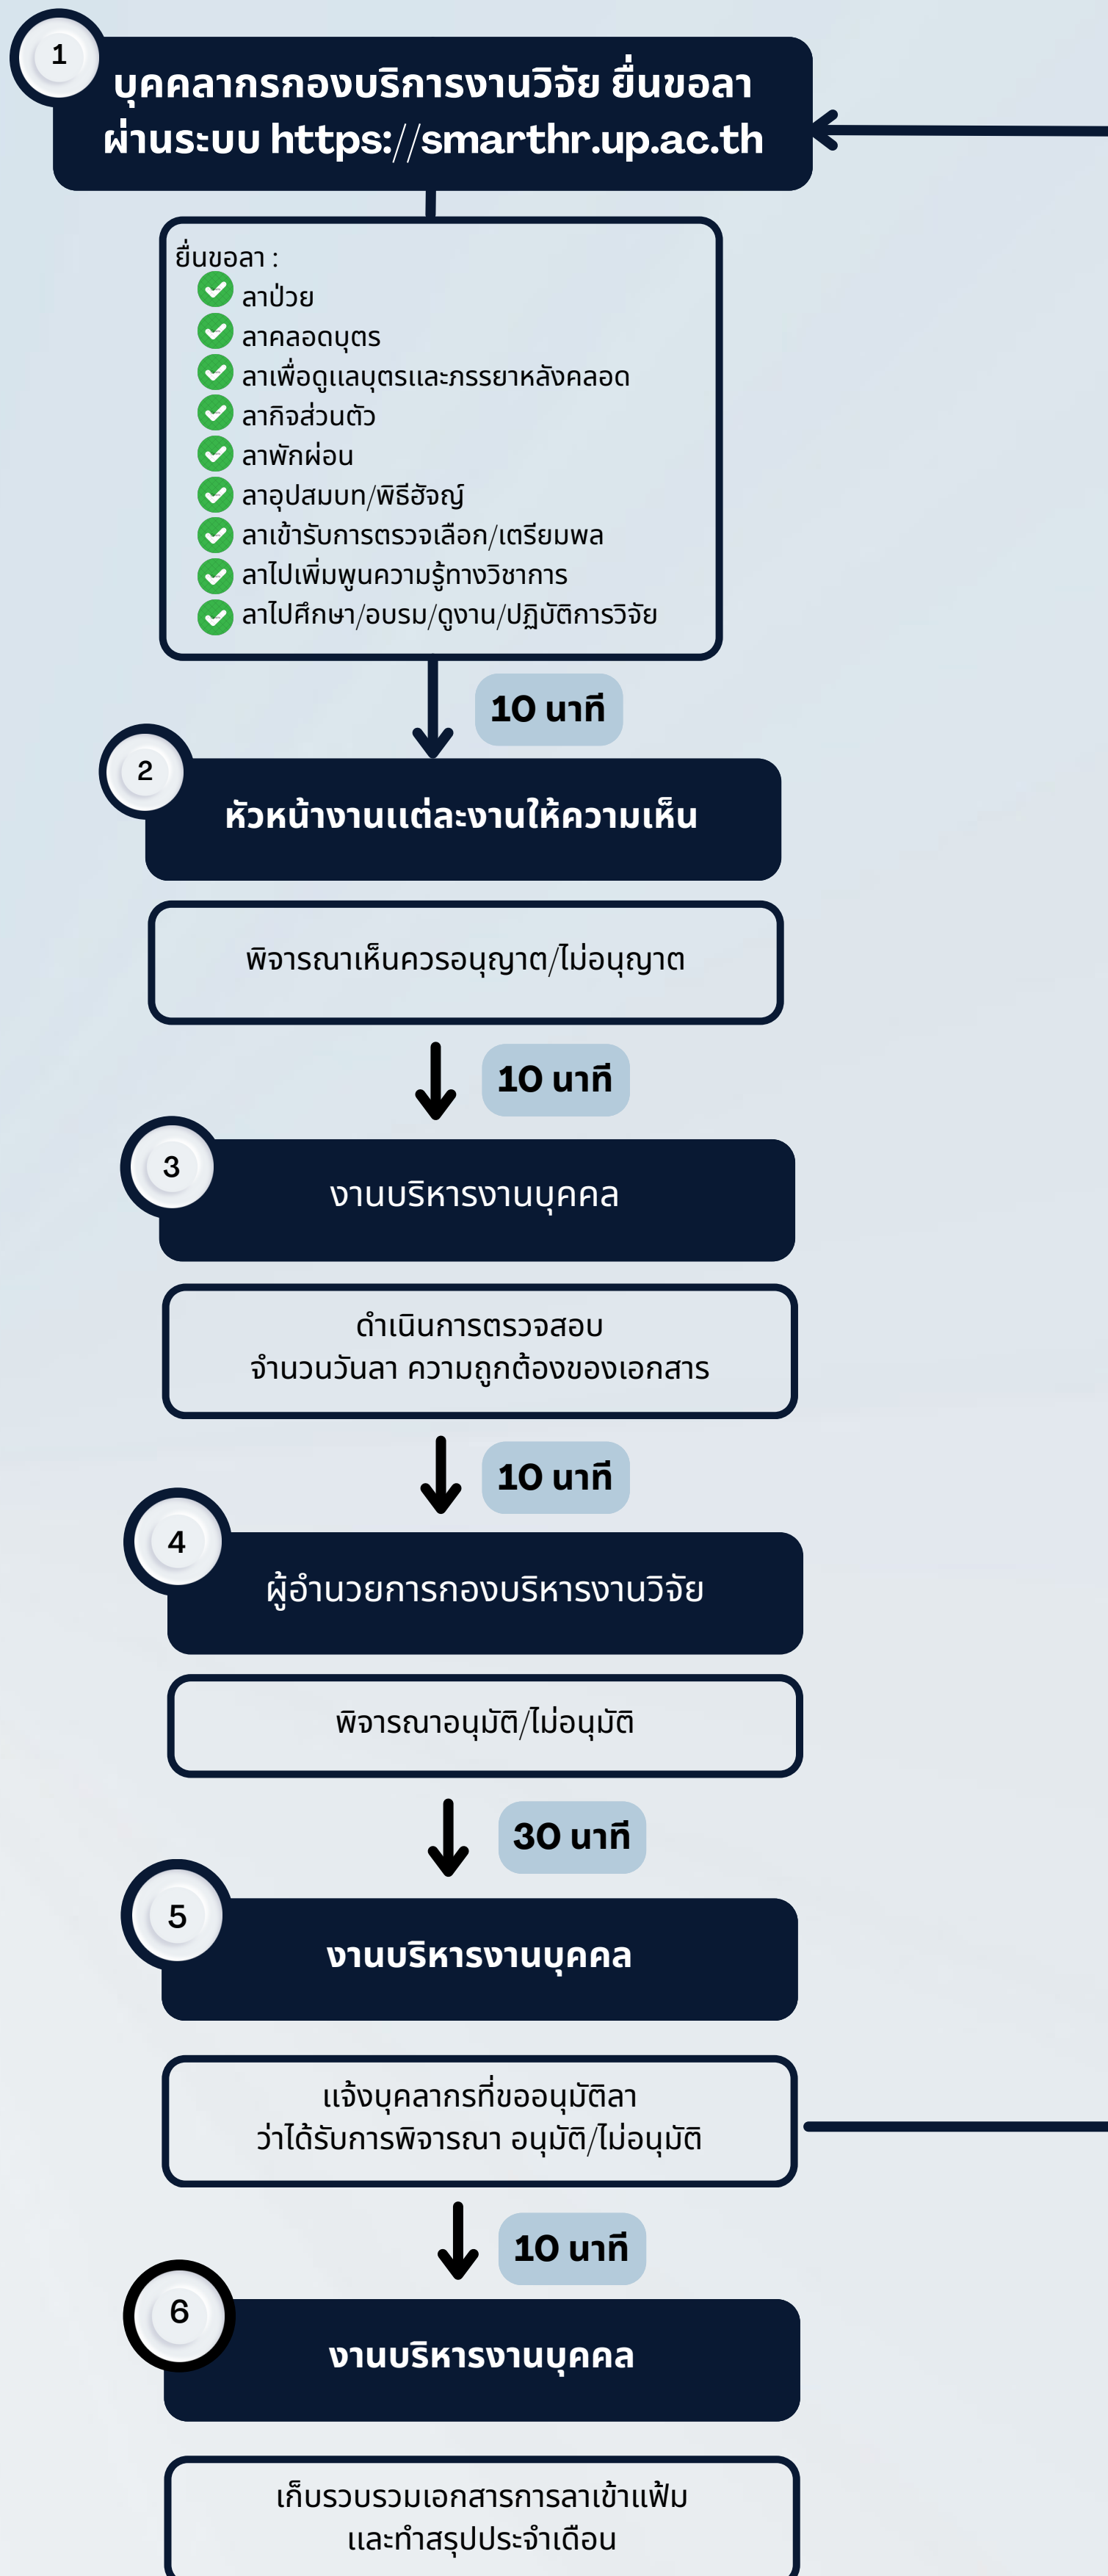 1
บุคคลากรกองบริการงานวิจัย ยื่นขอลา
ผ่านระบบ https://smarthr.up.ac.th
ยื่นขอลา :
ลาป่วย
ลาคลอดบุตร
ลาเพื่อดูแลบุตรและภรรยาหลังคลอด
ลากิจส่วนตัว
ลาพักผ่อน
ลาอุปสมบท/พิธีฮัจญ์
ลาเข้ารับการตรวจเลือก/เตรียมพล
ลาไปเพิ่มพูนความรู้ทางวิชาการ
ลาไปศึกษา/อบรม/ดูงาน/ปฏิบัติการวิจัย
10 นาที
2
หัวหน้างานแต่ละงานให้ความเห็น
พิจารณาเห็นควรอนุญาต/ไม่อนุญาต
10 นาที
3
งานบริหารงานบุคคล
ดำเนินการตรวจสอบ
จำนวนวันลา ความถูกต้องของเอกสาร
10 นาที
4
ผู้อำนวยการกองบริหารงานวิจัย
พิจารณาอนุมัติ/ไม่อนุมัติ
30 นาที
5
งานบริหารงานบุคคล
แจ้งบุคลากรที่ขออนุมัติลา
ว่าได้รับการพิจารณา อนุมัติ/ไม่อนุมัติ
10 นาที
6
งานบริหารงานบุคคล
เก็บรวบรวมเอกสารการลาเข้าแฟ้ม
และทำสรุปประจำเดือน